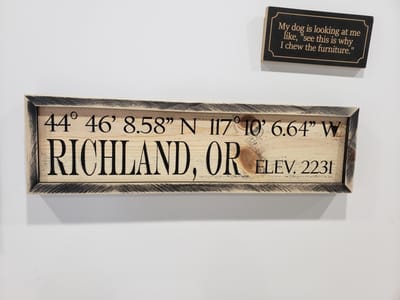 My dog is looking at me
like, "see this is why
I chew the furniture."
44° 46' 8.58" N 117° 10' 6.64" W
RICHLAND, OR ELEV. 2231